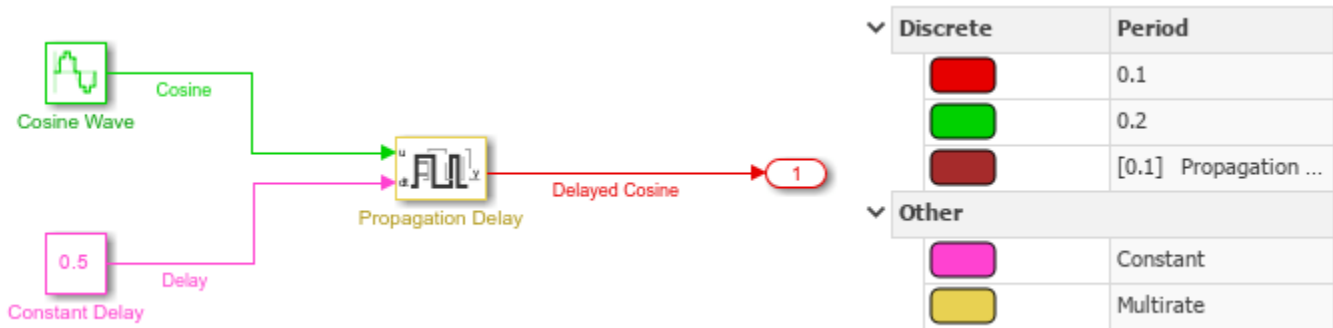 Cosine
Cosine Wave
u
dt
y
Propagation Delay
Delayed Cosine
1
0.5
Delay
Constant Delay
Discrete Period
0.1
0.2
[0.1] Propagation ...
Other
Constant
Multirate